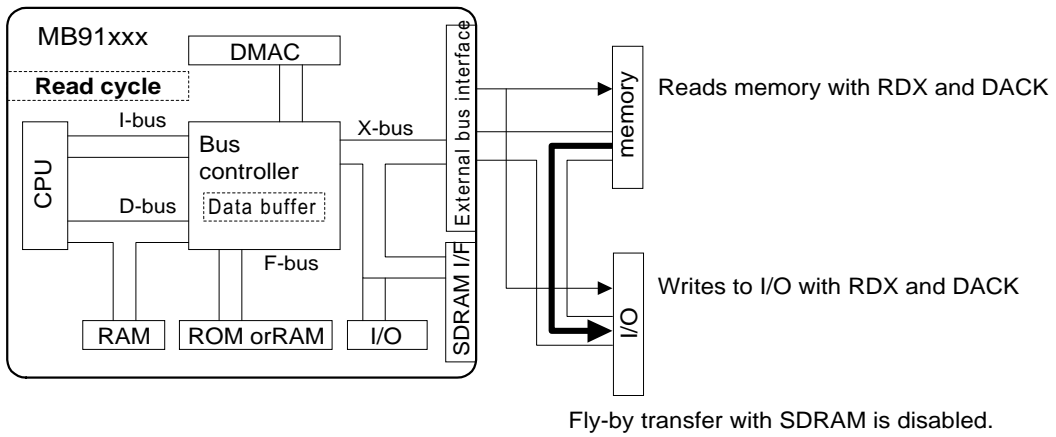 MB91xxx
DMAC
Read cycle
I-bus
X-bus
Bus
controller
CPU
D-bus
Data buffer
F-bus
RAM
ROM orRAM
I/O
External bus interface
SDRAM I/F
memory
Reads memory with RDX and DACK
I/O
Writes to I/O with RDX and DACK
Fly-by transfer with SDRAM is disabled.